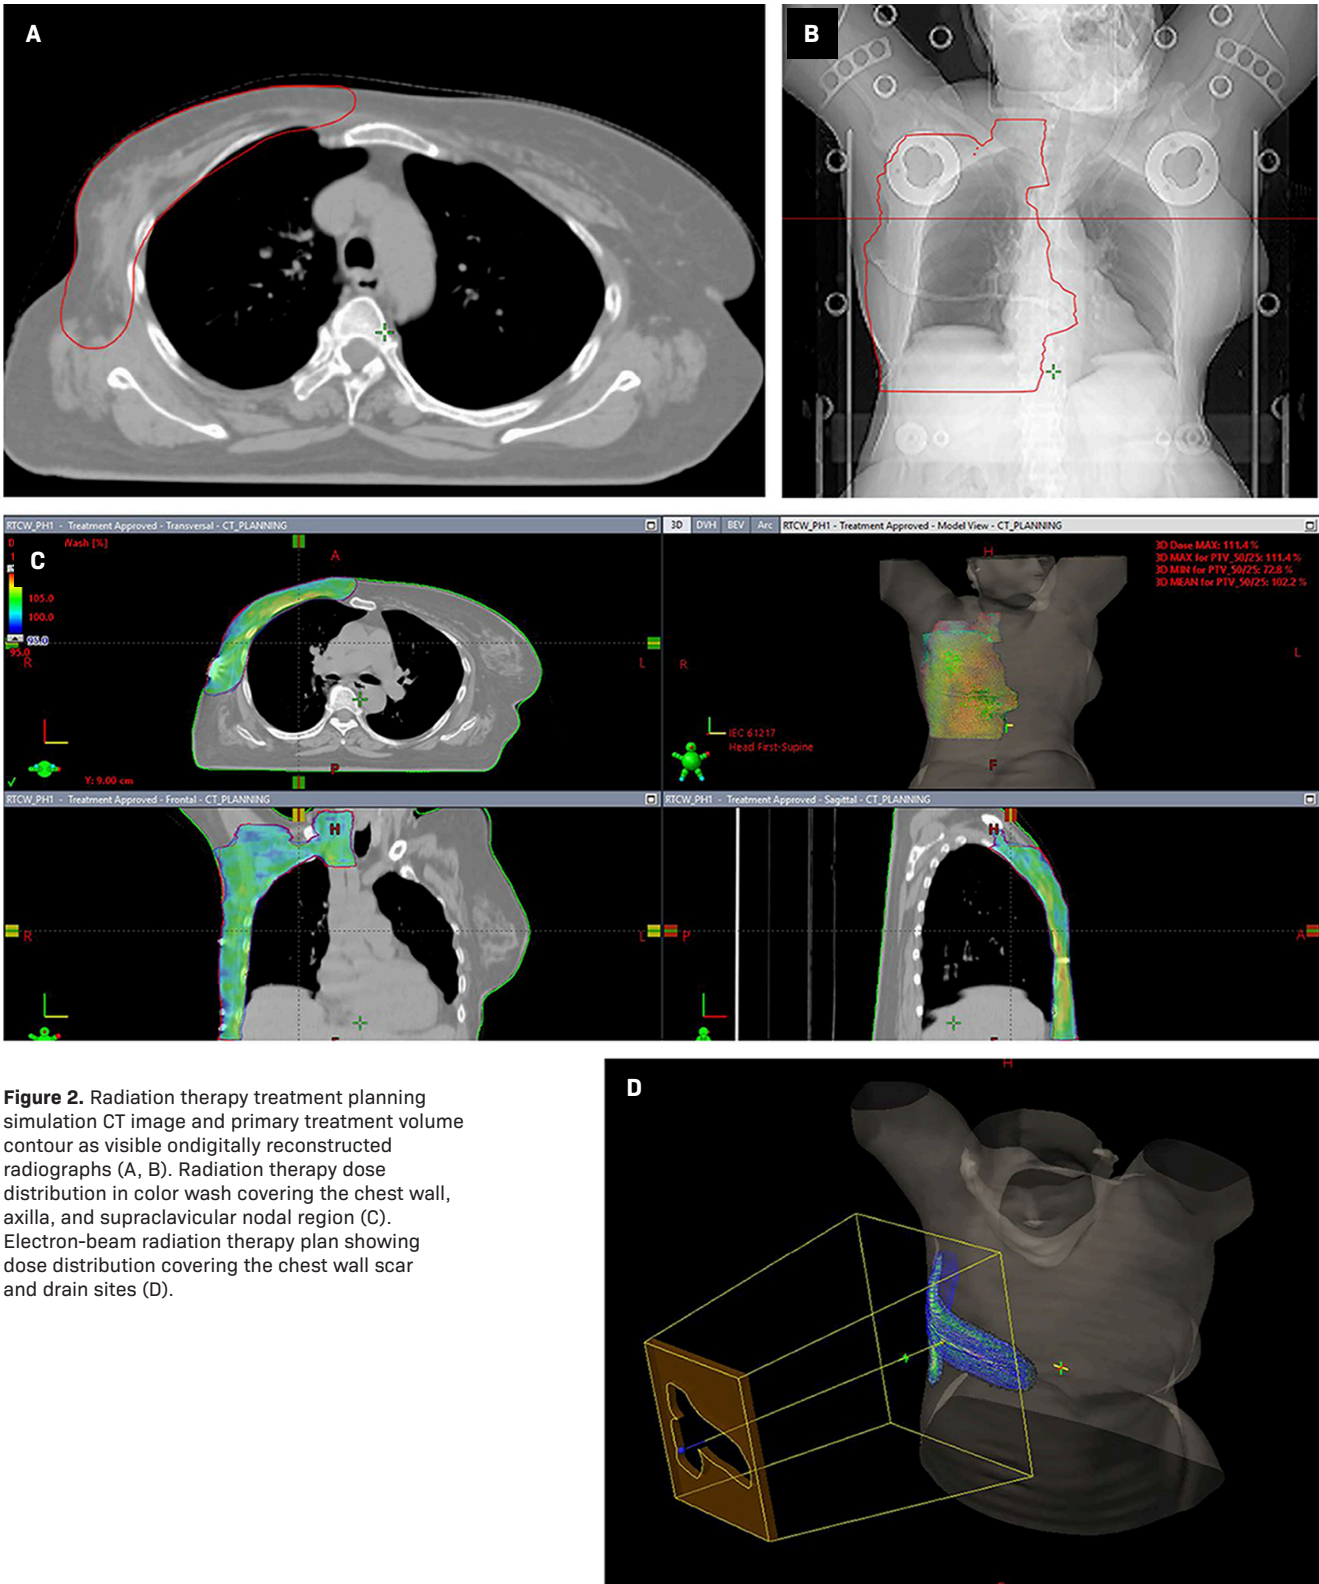 A
B
RTCW_PH1 - Treatment Approved - Transversal - CT_PLANNING
3D DVH BEV Arc RTCW_PH1 - Treatment Approved - Model View - CT_PLANNING
Wash [%]
C
A
105.0
100.0
95.0
95.0
R
L
P
Y: 9.00 cm
H
3D Dose MAX: 111.4 %
3D MAX for PTV_50/25: 111.4 %
3D MIN for PTV_50/25: 72.8 %
3D MEAN for PTV_50/25: 102.2 %
R
L
IEC 61217
Head First-Supine
F
RTCW_PH1 - Treatment Approved - Frontal - CT_PLANNING
RTCW_PH1 - Treatment Approved - Sagittal - CT_PLANNING
H
R
L
H
P
A
Figure 2. Radiation therapy treatment planning
simulation CT image and primary treatment volume
contour as visible ondigitally reconstructed
radiographs (A, B). Radiation therapy dose
distribution in color wash covering the chest wall,
axilla, and supraclavicular nodal region (C).
Electron-beam radiation therapy plan showing
dose distribution covering the chest wall scar
and drain sites (D).
D
H